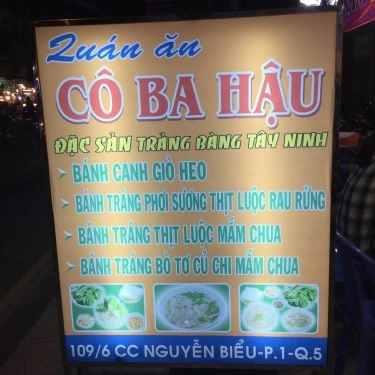 Quán ăn
CÔ BA HẬU
ĐẶC SẢN TRẢNG BÀNG TÂY NINH
BÁNH CANH GIÒ HEO
BÁNH TRÁNG PHƠI SƯƠNG THỊT LUỘC RAU RỪNG
BÁNH TRÁNG THỊT LUỘC MẮM CHUA
BÁNH TRÁNG BÒ TƠ CỦ CHI MẮM CHUA
109/6 CC NGUYỄN BIỂU-P.1-Q.5